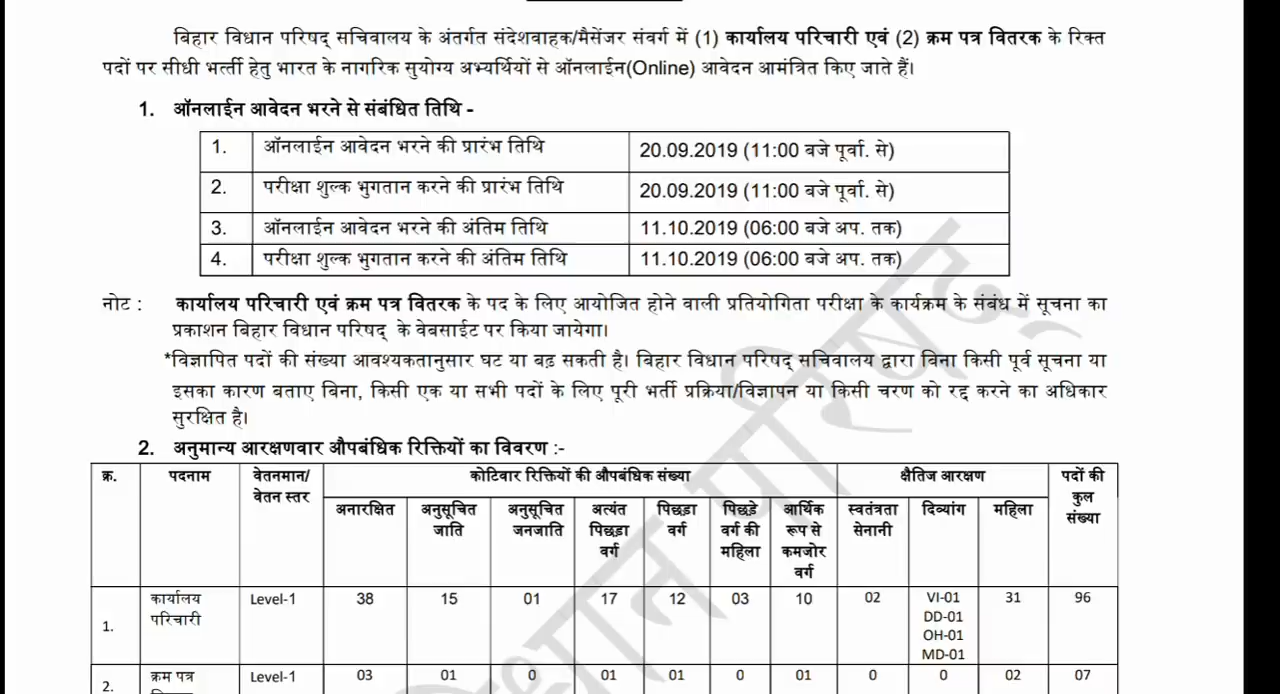 बिहार विधान परिषद् सचिवालय के अंतर्गत संदेशवाहक/मैसेंजर संवर्ग में (1) कार्यालय परिचारी एवं (2) क्रम पत्र वितरक के रिक्त
पदों पर सीधी भर्त्ती हेतु भारत के नागरिक सुयोग्य अभ्यर्थियों से ऑनलाईन(Online) आवेदन आमंत्रित किए जाते हैं।
1. ऑनलाईन आवेदन भरने से संबंधित तिथि -
1. ऑनलाईन आवेदन भरने की प्रारंभ तिथि 20.09.2019 (11:00 बजे पूर्वा. से)
2. परीक्षा शुल्क भुगतान करने की प्रारंभ तिथि 20.09.2019 (11:00 बजे पूर्वा. से)
3. ऑनलाईन आवेदन भरने की अंतिम तिथि 11.10.2019 (06:00 बजे अप. तक)
4. परीक्षा शुल्क भुगतान करने की अंतिम तिथि 11.10.2019 (06:00 बजे अप. तक)
नोट : कार्यालय परिचारी एवं क्रम पत्र वितरक के पद के लिए आयोजित होने वाली प्रतियोगिता परीक्षा के कार्यक्रम के संबंध में सूचना का
प्रकाशन बिहार विधान परिषद् के वेबसाईट पर किया जायेगा।
*विज्ञापित पदों की संख्या आवश्यकतानुसार घट या बढ़ सकती है। बिहार विधान परिषद् सचिवालय द्वारा बिना किसी पूर्व सूचना या
इसका कारण बताए बिना, किसी एक या सभी पदों के लिए पूरी भर्ती प्रक्रिया/विज्ञापन या किसी चरण को रद्द करने का अधिकार
सुरक्षित है।
2. अनुमान्य आरक्षणवार औपबंधिक रिक्तियों का विवरण :-
क्र. पदनाम वेतनमान/ कोटिवार रिक्तियों की औपबंधिक संख्या क्षैतिज आरक्षण पदों की
वेतन स्तर कुल
अनारक्षित अनुसूचित अनुसूचित अत्यंत पिछड़ा पिछड़े आर्थिक स्वतंत्रता दिव्यांग महिला संख्या
जाति जनजाति पिछड़ा वर्ग वर्ग की रूप से सेनानी
वर्ग महिला कमजोर
वर्ग
कार्यालय Level-1 38 15 01 17 12 03 10 02 VI-01 31 96
1. परिचारी DD-01
OH-01
MD-01
क्रम पत्र Level-1 03 01 0 01 01 0 01 0 0 02 07
2.
धान परिषद्